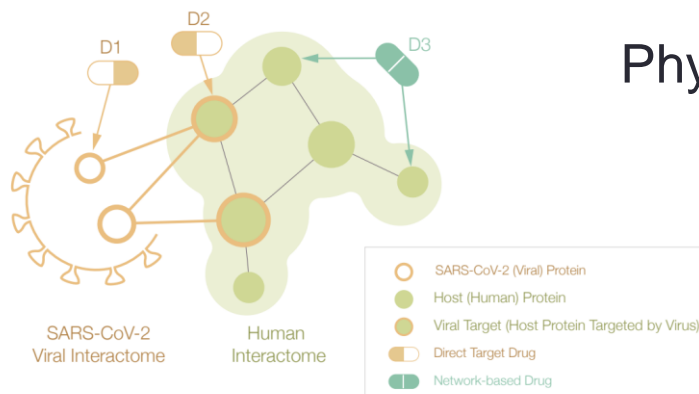 D2
D1
D3
Phy
SARS-CoV-2
Viral Interactome
Human
Interactome
SARS-CoV-2 (Viral) Protein
Host (Human) Protein
Viral Target (Host Protein Targeted by Virus)
Direct Target Drug
Network-based Drug